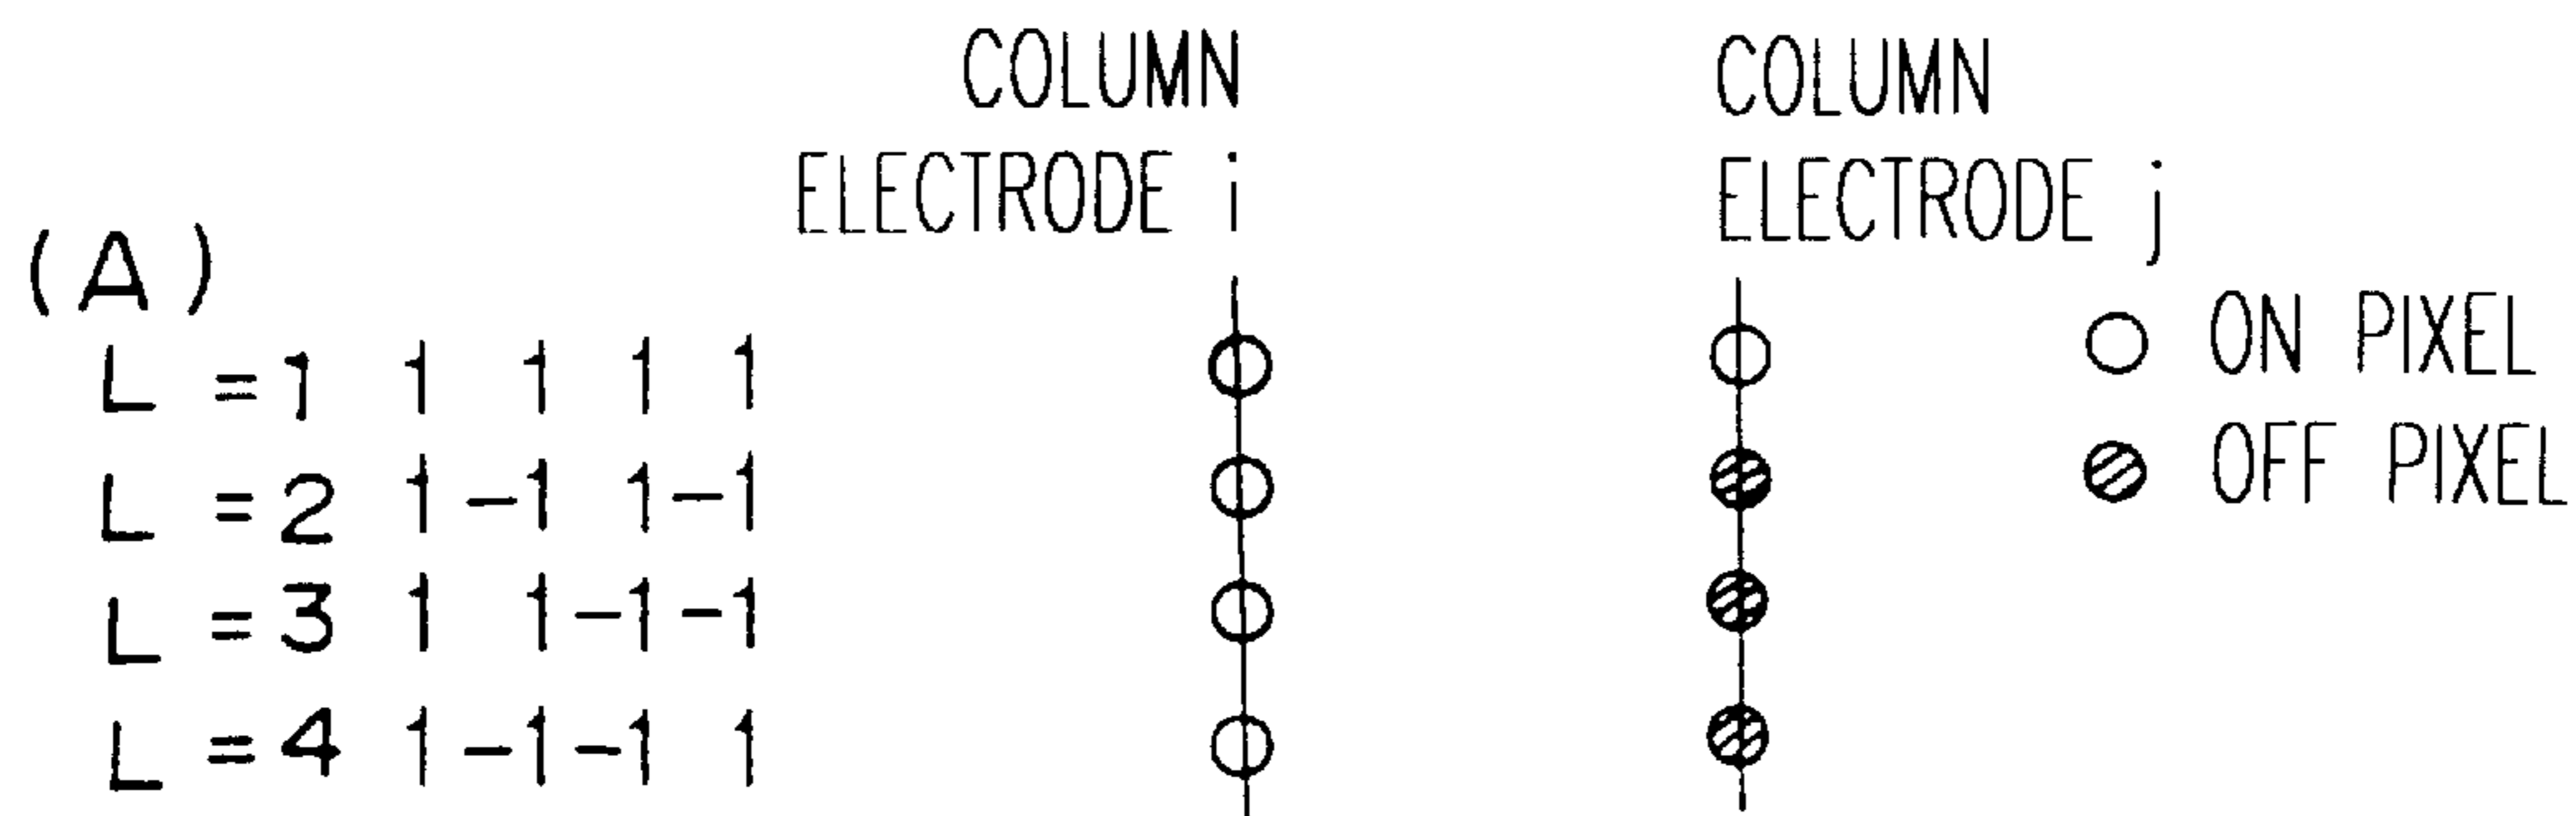 COLUMN
ELECTRODE i
COLUMN
ELECTRODE j
(A)
L = 1 1 1 1 1
L = 2 1 -1 1 -1
L = 3 1 1 -1 -1
L = 4 1 -1 -1 1
ON PIXEL
OFF PIXEL